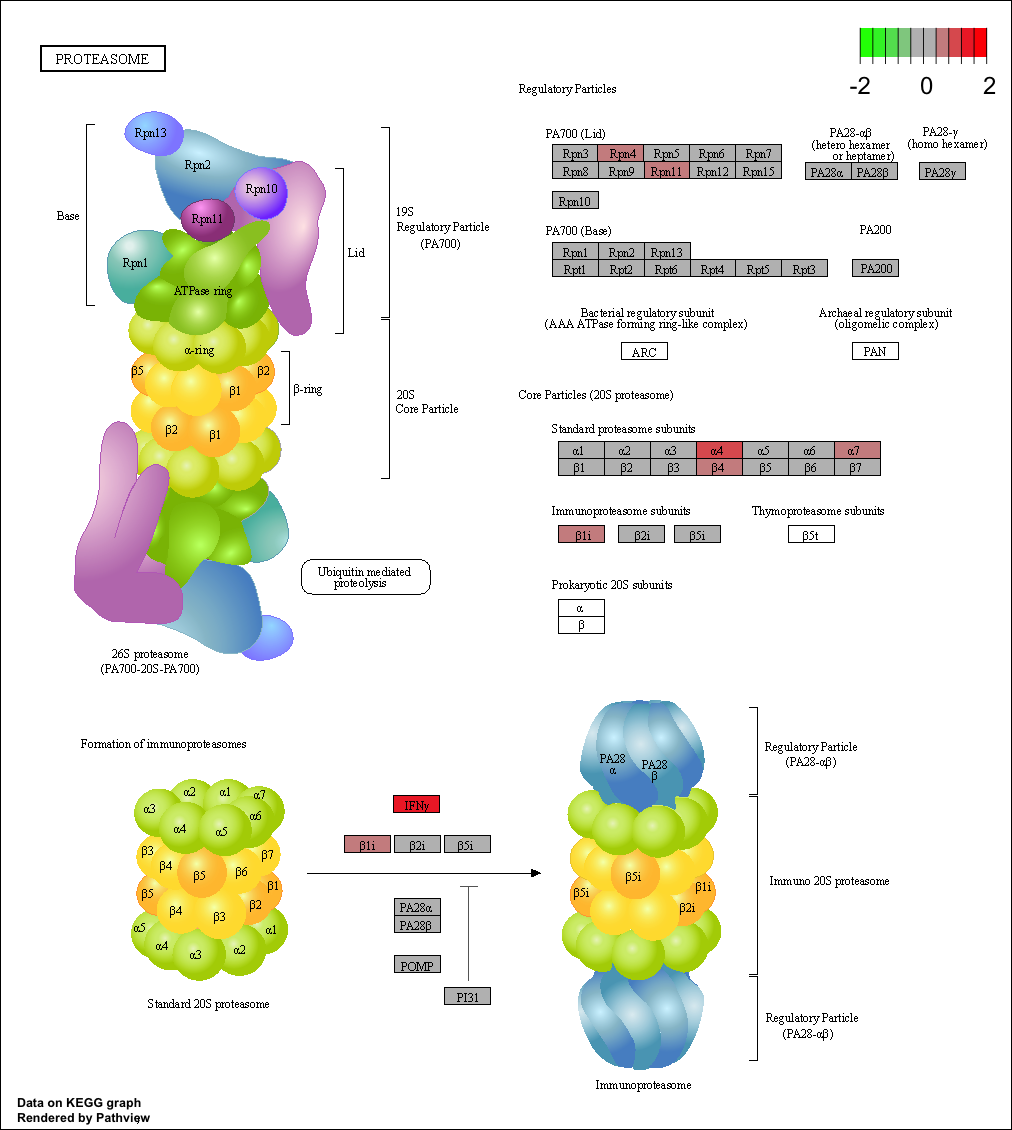 PROTEASOME
-2 0 2
Rpn13
Rpn2
Rpn10
Rpn11
Rpn1
ATPase ring
α-ring
β5
β2
β1
β2
β1
Base
Lid
β-ring
19S
Regulatory Particle
(PA700)
20S
Core Particle
Ubiquitin mediated
proteolysis
26S proteasome
(PA700-20S-PA700)
Regulatory Particles
PA700 (Lid)
Rpn3 Rpn4 Rpn5 Rpn6 Rpn7
Rpn8 Rpn9 Rpn11 Rpn12 Rpn15
Rpn10
PA28-αβ
(hetero hexamer
or heptamer)
PA28α PA28β
PA28-γ
(homo hexamer)
PA28γ
PA700 (Base)
Rpn1 Rpn2 Rpn13
Rpt1 Rpt2 Rpt6 Rpt4 Rpt5 Rpt3
PA200
PA200
Bacterial regulatory subunit
(AAA ATPase forming ring-like complex)
ARC
Archaeal regulatory subunit
(oligomelic complex)
PAN
Core Particles (20S proteasome)
Standard proteasome subunits
α1 α2 α3 α4 α5 α6 α7
β1 β2 β3 β4 β5 β6 β7
Immunoproteasome subunits
β1i β2i β5i
Thymoproteasome subunits
β5t
Prokaryotic 20S subunits
α
β
Formation of immunoproteasomes
α3 α2 α1 α7
α4 α5 α6
β3 β4 β5 β6 β7
β5 β4 β3 β2 β1
α5 α4 α3 α2 α1
Standard 20S proteasome
IFNγ
β1i β2i β5i
PA28α
PA28β
POMP
PI31
PA28
α
PA28
β
β5i
β5i
β1i
β2i
Immunoproteasome
Regulatory Particle
(PA28-αβ)
Immuno 20S proteasome
Regulatory Particle
(PA28-αβ)
Data on KEGG graph
Rendered by Pathview